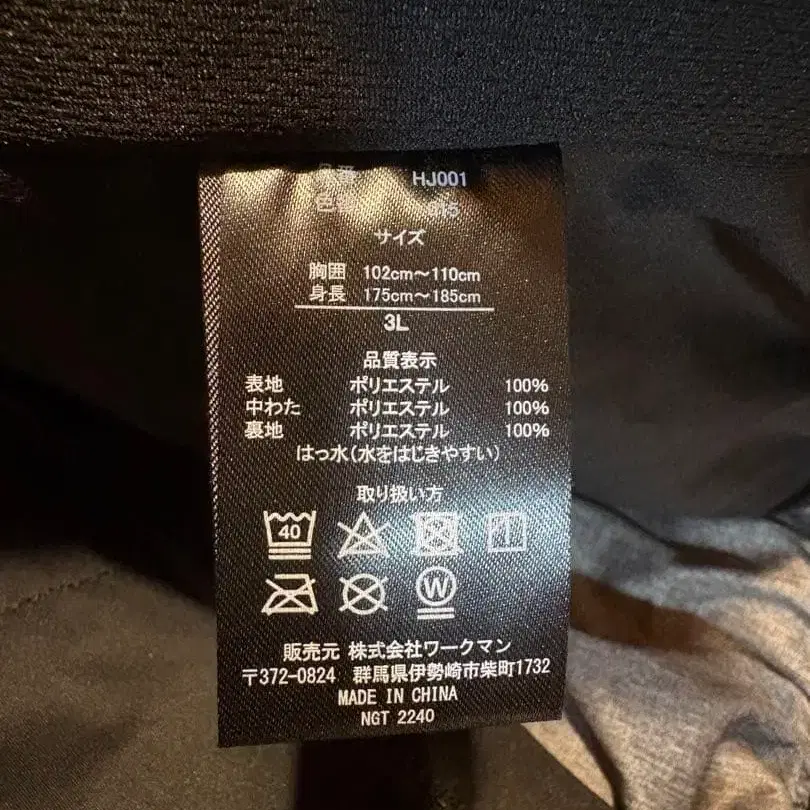 品番 HJ001
サイズ
胸囲 102cm～110cm
身長 175cm～185cm
3L
品質表示
表地 ポリエステル 100%
中わた ポリエステル 100%
裏地 ポリエステル 100%
はっ水(水をはじきやすい)
取り扱い方
40
W
販売元 株式会社ワークマン
〒372-0824 群馬県伊勢崎市柴町1732
MADE IN CHINA
NGT 2240